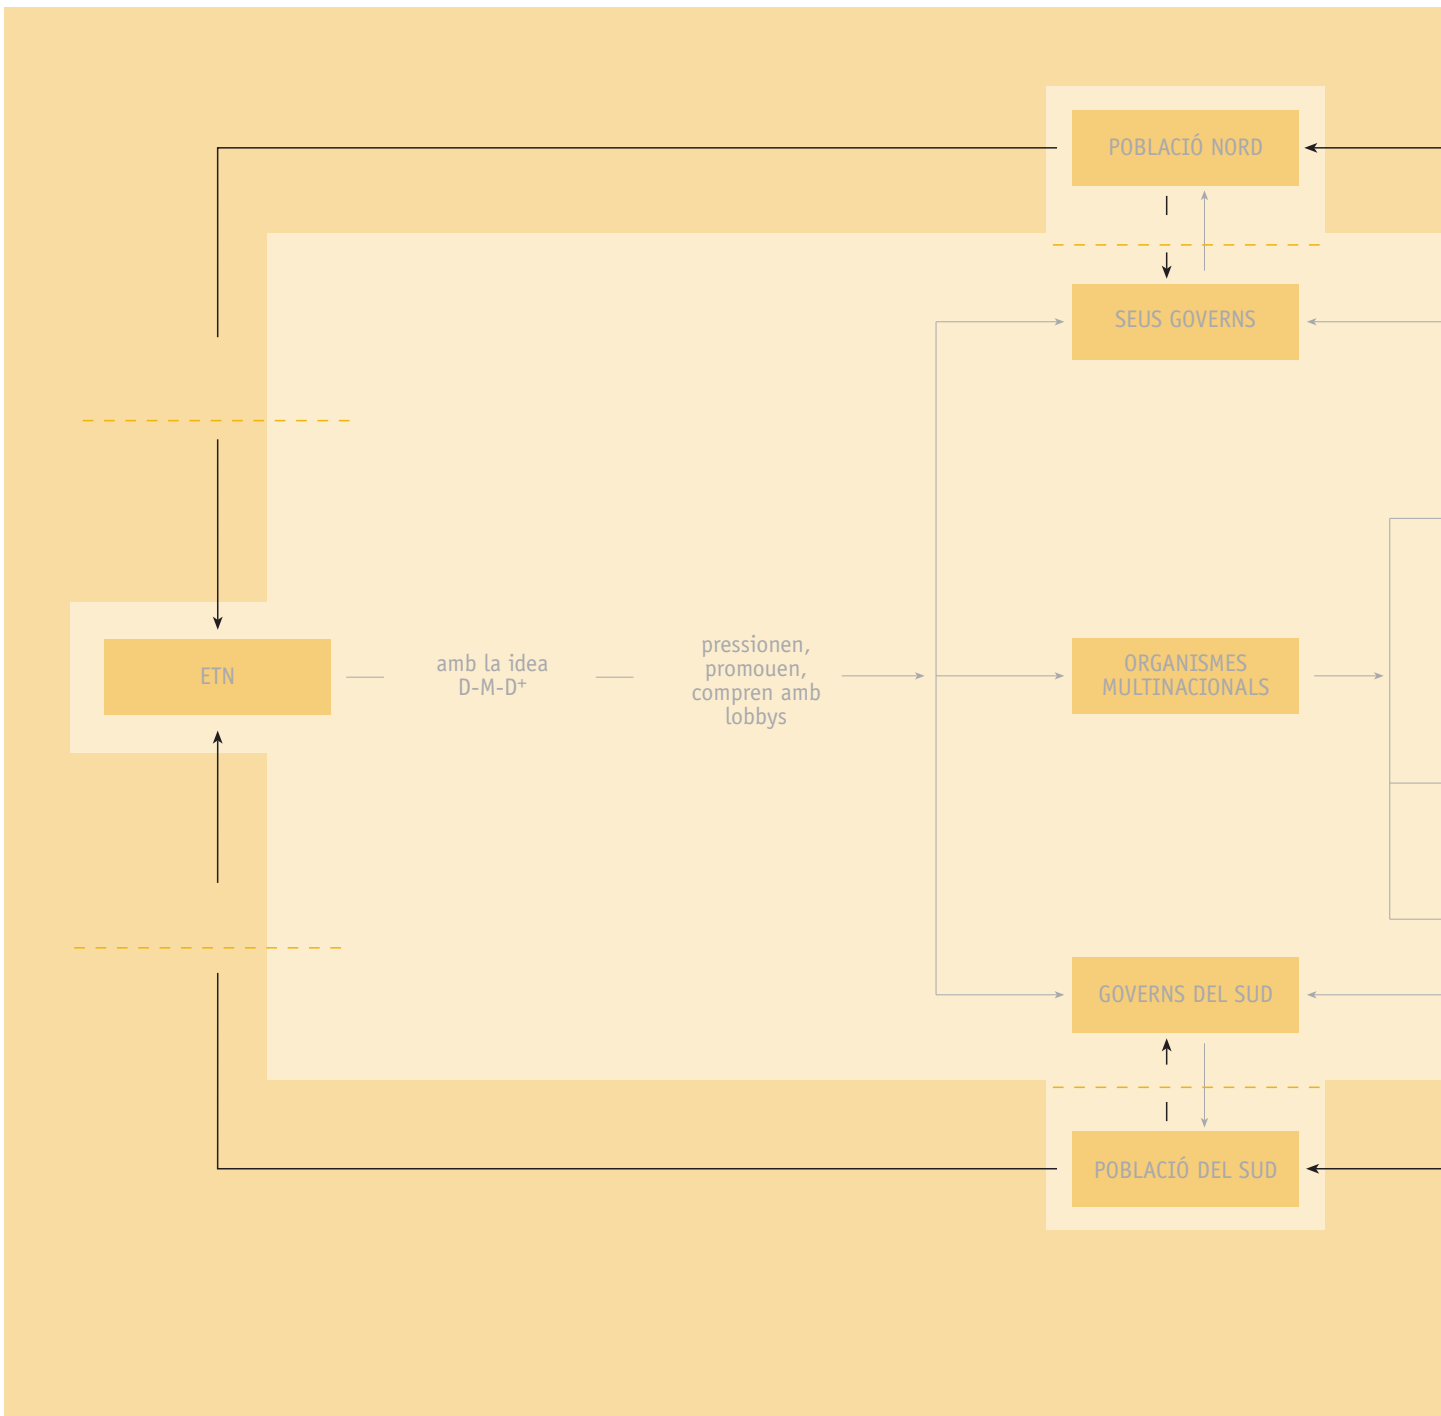 POBLACIÓ NORD
SEUS GOVERNS
ETN
amb la idea
D-M-D⁺
pressionen,
promouen,
compren amb
lobbys
ORGANISMES
MULTINACIONALS
GOVERNS DEL SUD
POBLACIÓ DEL SUD